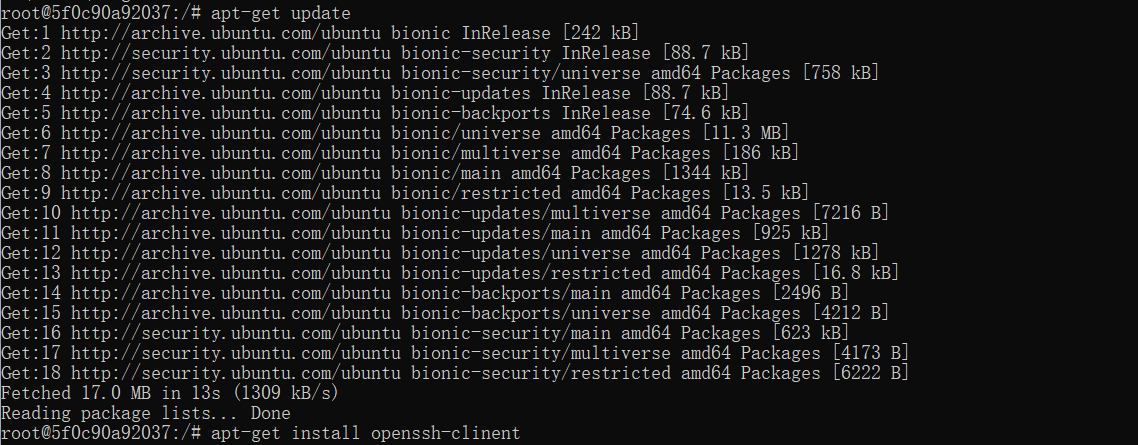 root@5f0c90a92037:/# apt-get update
Get:1 http://archive.ubuntu.com/ubuntu bionic InRelease [242 kB]
Get:2 http://security.ubuntu.com/ubuntu bionic-security InRelease [88.7 kB]
Get:3 http://security.ubuntu.com/ubuntu bionic-security/universe amd64 Packages [758 kB]
Get:4 http://archive.ubuntu.com/ubuntu bionic-updates InRelease [88.7 kB]
Get:5 http://archive.ubuntu.com/ubuntu bionic-backports InRelease [74.6 kB]
Get:6 http://archive.ubuntu.com/ubuntu bionic/universe amd64 Packages [11.3 MB]
Get:7 http://archive.ubuntu.com/ubuntu bionic/multiverse amd64 Packages [186 kB]
Get:8 http://archive.ubuntu.com/ubuntu bionic/main amd64 Packages [1344 kB]
Get:9 http://archive.ubuntu.com/ubuntu bionic/restricted amd64 Packages [13.5 kB]
Get:10 http://archive.ubuntu.com/ubuntu bionic-updates/multiverse amd64 Packages [7216 B]
Get:11 http://archive.ubuntu.com/ubuntu bionic-updates/main amd64 Packages [925 kB]
Get:12 http://archive.ubuntu.com/ubuntu bionic-updates/universe amd64 Packages [1278 kB]
Get:13 http://archive.ubuntu.com/ubuntu bionic-updates/restricted amd64 Packages [16.8 kB]
Get:14 http://archive.ubuntu.com/ubuntu bionic-backports/main amd64 Packages [2496 B]
Get:15 http://archive.ubuntu.com/ubuntu bionic-backports/universe amd64 Packages [4212 B]
Get:16 http://security.ubuntu.com/ubuntu bionic-security/main amd64 Packages [623 kB]
Get:17 http://security.ubuntu.com/ubuntu bionic-security/multiverse amd64 Packages [4173 B]
Get:18 http://security.ubuntu.com/ubuntu bionic-security/restricted amd64 Packages [6222 B]
Fetched 17.0 MB in 13s (1309 kB/s)
Reading package lists... Done
root@5f0c90a92037:/# apt-get install openssh-clinent